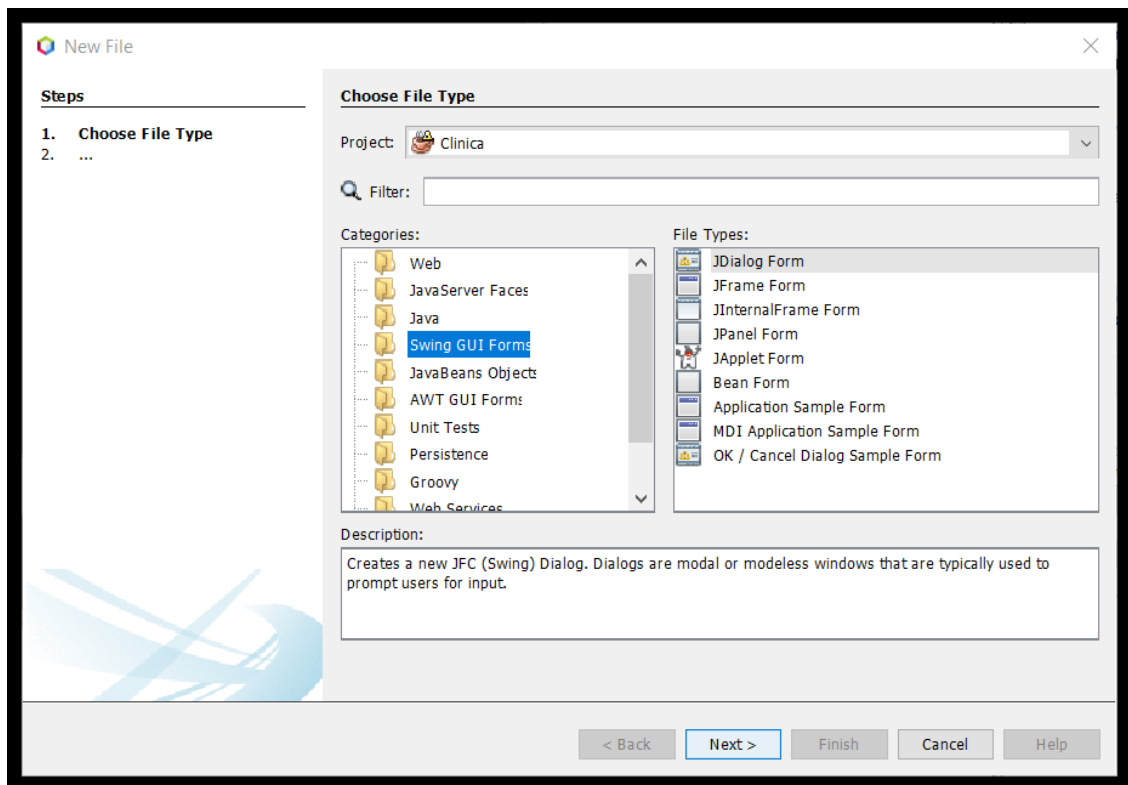 New File
Steps
1. Choose File Type
2. ...
Choose File Type
Project: Clinica
Filter:
Categories:
Web
JavaServer Faces
Java
Swing GUI Forms
JavaBeans Objects
AWT GUI Forms
Unit Tests
Persistence
Groovy
Web Services
File Types:
JDialog Form
JFrame Form
JInternalFrame Form
JPanel Form
JApplet Form
Bean Form
Application Sample Form
MDI Application Sample Form
OK / Cancel Dialog Sample Form
Description:
Creates a new JFC (Swing) Dialog. Dialogs are modal or modeless windows that are typically used to
prompt users for input.
< Back Next > Finish Cancel Help